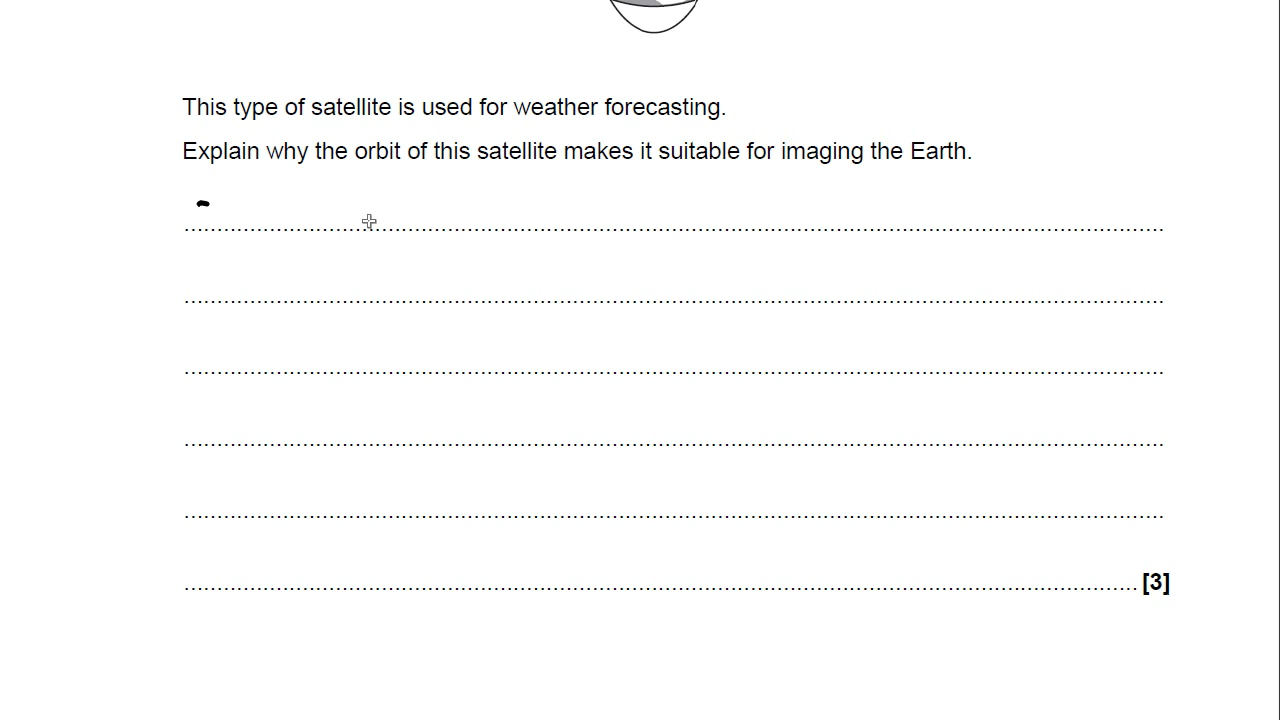 This type of satellite is used for weather forecasting.
Explain why the orbit of this satellite makes it suitable for imaging the Earth.
-
[3]